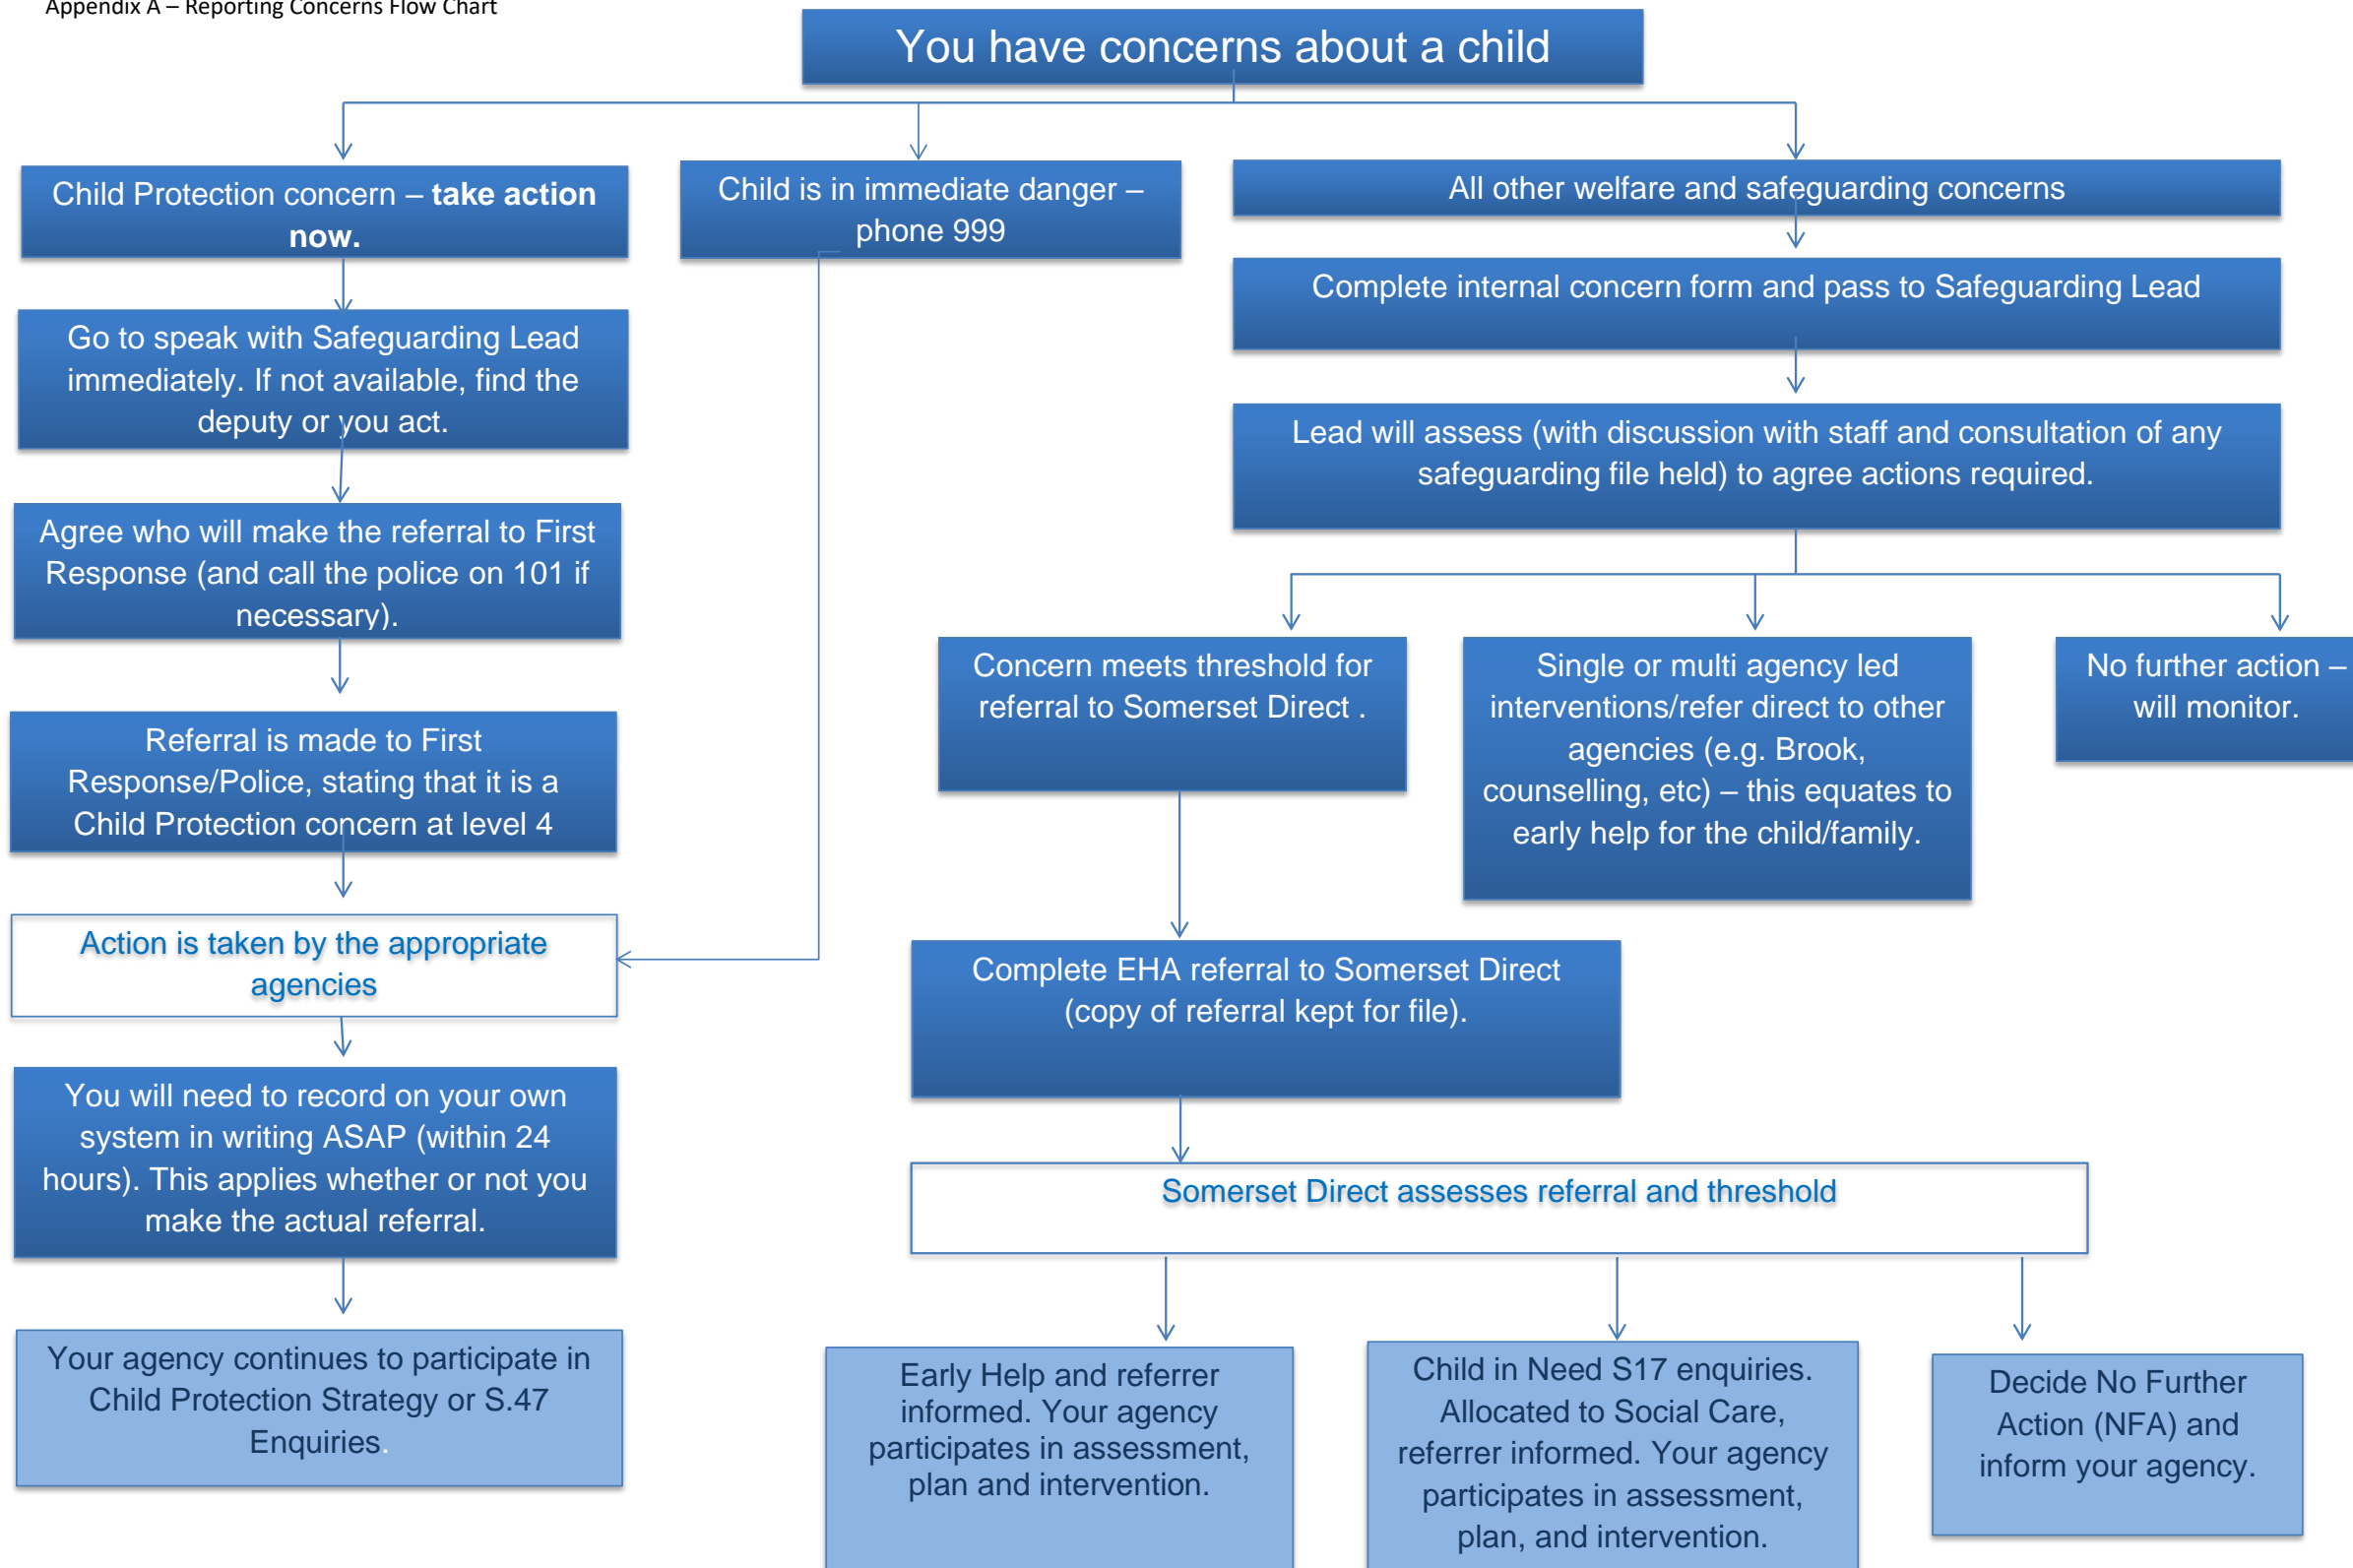 Appendix A – Reporting Concerns Flow Chart
You have concerns about a child
Child Protection concern – take action
now.
Go to speak with Safeguarding Lead
immediately. If not available, find the
deputy or you act.
Agree who will make the referral to First
Response (and call the police on 101 if
necessary).
Referral is made to First
Response/Police, stating that it is a
Child Protection concern at level 4
Action is taken by the appropriate
agencies
You will need to record on your own
system in writing ASAP (within 24
hours). This applies whether or not you
make the actual referral.
Your agency continues to participate in
Child Protection Strategy or S.47
Enquiries.
Child is in immediate danger –
phone 999
All other welfare and safeguarding concerns
Complete internal concern form and pass to Safeguarding Lead
Lead will assess (with discussion with staff and consultation of any
safeguarding file held) to agree actions required.
Concern meets threshold for
referral to Somerset Direct .
Single or multi agency led
interventions/refer direct to other
agencies (e.g. Brook,
counselling, etc) – this equates to
early help for the child/family.
No further action –
will monitor.
Complete EHA referral to Somerset Direct
(copy of referral kept for file).
Somerset Direct assesses referral and threshold
Early Help and referrer
informed. Your agency
participates in assessment,
plan and intervention.
Child in Need S17 enquiries.
Allocated to Social Care,
referrer informed. Your agency
participates in assessment,
plan, and intervention.
Decide No Further
Action (NFA) and
inform your agency.